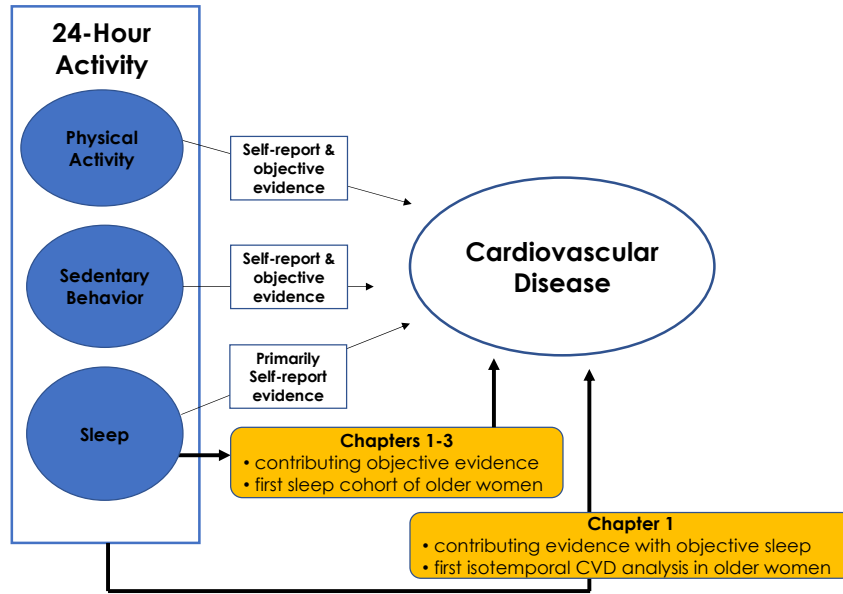 24-Hour
Activity
Physical
Activity
Self-report &
objective
evidence
Sedentary
Behavior
Self-report &
objective
evidence
Cardiovascular
Disease
Sleep
Primarily
Self-report
evidence
Chapters 1-3
• contributing objective evidence
• first sleep cohort of older women
Chapter 1
• contributing evidence with objective sleep
• first isotemporal CVD analysis in older women